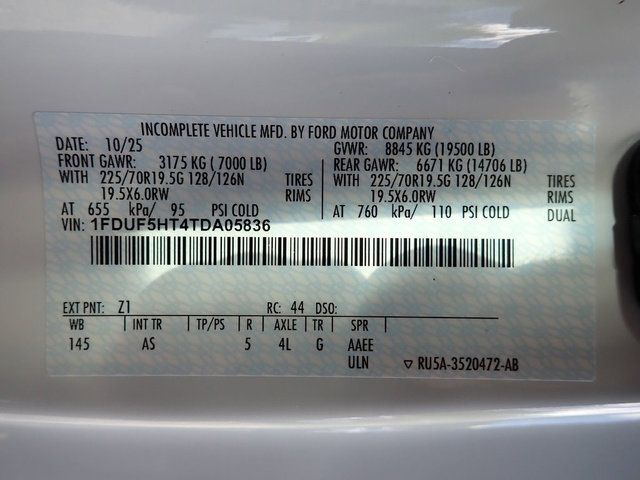 INCOMPLETE VEHICLE MFD. BY FORD MOTOR COMPANY
DATE: 10/25 GVWR: 8845 KG (19500 LB)
FRONT GAWR: 3175 KG ( 7000 LB) REAR GAWR: 6671 KG (14706 LB)
WITH 225/70R19.5G 128/126N TIRES WITH 225/70R19.5G 128/126N TIRES
19.5X6.0RW RIMS 19.5X6.0RW RIMS
AT 655 kPa/ 95 PSI COLD AT 760 kPa/ 110 PSI COLD DUAL
VIN: 1FDUF5HT4TDA05836
EXT PNT: Z1 RC: 44 DSO:
WB INT TR TP/PS R AXLE TR SPR
145 AS 5 4L G AAEE
ULN ▽ RU5A-3520472-AB